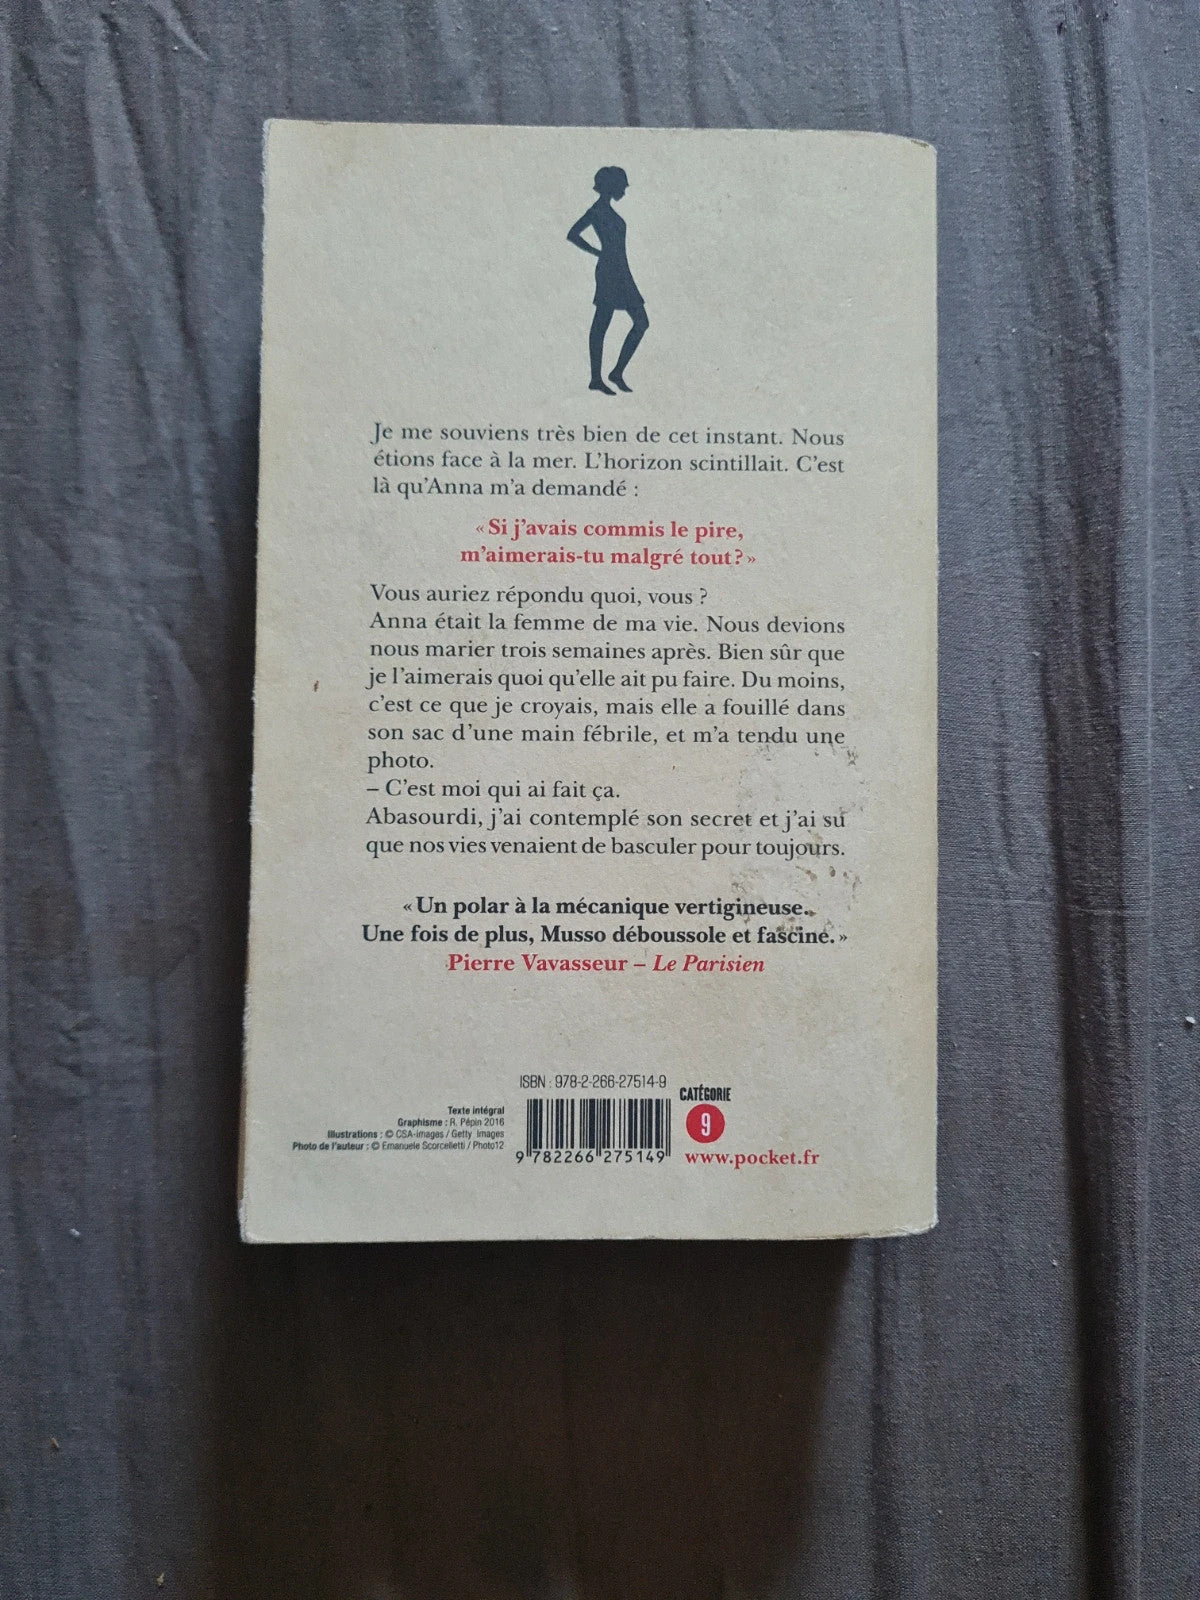 Je me souviens très bien de cet instant. Nous
étions face à la mer. L'horizon scintillait. C'est
là qu'Anna m'a demandé :
« Si j'avais commis le pire,
m'aimerais-tu malgré tout ? »
Vous auriez répondu quoi, vous ?
Anna était la femme de ma vie. Nous devions
nous marier trois semaines après. Bien sûr que
je l'aimerais quoi qu'elle ait pu faire. Du moins,
c'est ce que je croyais, mais elle a fouillé dans
son sac d'une main fébrile, et m'a tendu une
photo.
– C'est moi qui ai fait ça.
Abasourdi, j'ai contemplé son secret et j'ai su
que nos vies venaient de basculer pour toujours.
« Un polar à la mécanique vertigineuse.
Une fois de plus, Musso déboussole et fascine. »
Pierre Vavasseur – Le Parisien
ISBN : 978-2-266-27514-9
Texte intégral
Graphisme : R. Pépin 2016
Illustrations : © CSA-images / Getty Images
Photo de l'auteur : © Emanuele Scorcelletti / Photo12
9 782266 275149
CATÉGORIE
9
www.pocket.fr